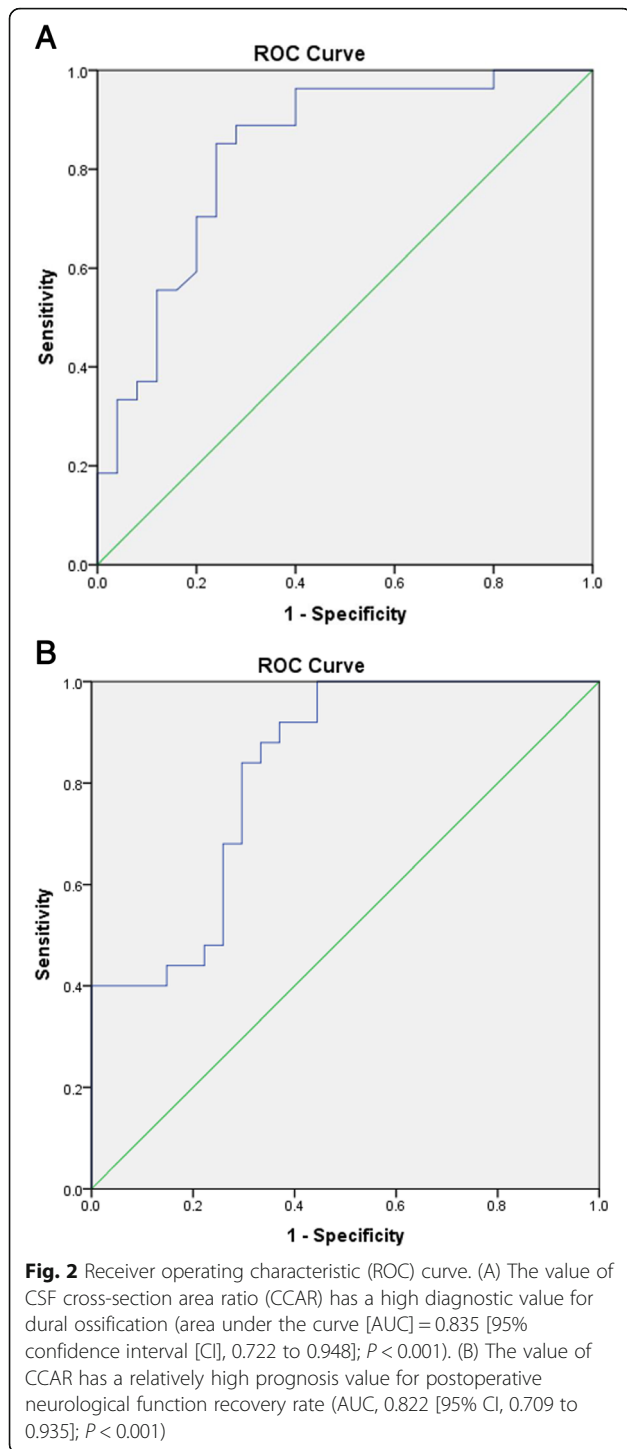 A
ROC Curve
1.0
0.8
0.6
0.4
0.2
0.0
Sensitivity
0.0 0.2 0.4 0.6 0.8 1.0
1 - Specificity
B
ROC Curve
1.0
0.8
0.6
0.4
0.2
0.0
Sensitivity
0.0 0.2 0.4 0.6 0.8 1.0
1 - Specificity
Fig. 2 Receiver operating characteristic (ROC) curve. (A) The value of
CSF cross-section area ratio (CCAR) has a high diagnostic value for
dural ossification (area under the curve [AUC] = 0.835 [95%
confidence interval [CI], 0.722 to 0.948]; P < 0.001). (B) The value of
CCAR has a relatively high prognosis value for postoperative
neurological function recovery rate (AUC, 0.822 [95% CI, 0.709 to
0.935]; P < 0.001)